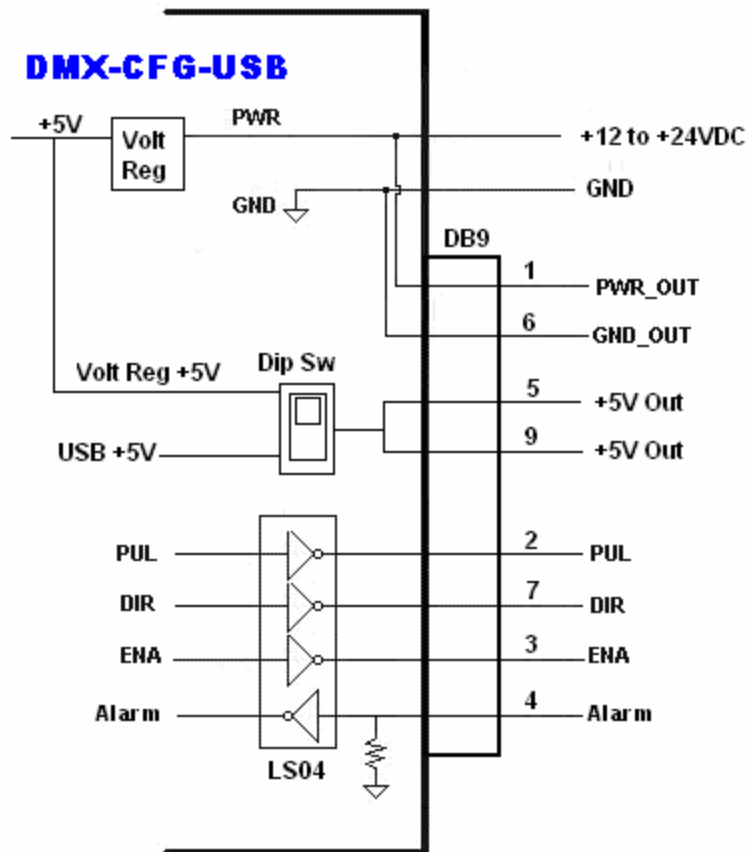 DMX-CFG-USB
+5V
Volt
Reg
PWR
+12 to +24VDC
GND
GND
DB9
1
PWR_OUT
6
GND_OUT
Volt Reg +5V
Dip Sw
5
+5V Out
USB +5V
9
+5V Out
PUL
2
PUL
DIR
7
DIR
ENA
3
ENA
Alarm
4
Alarm
LS04